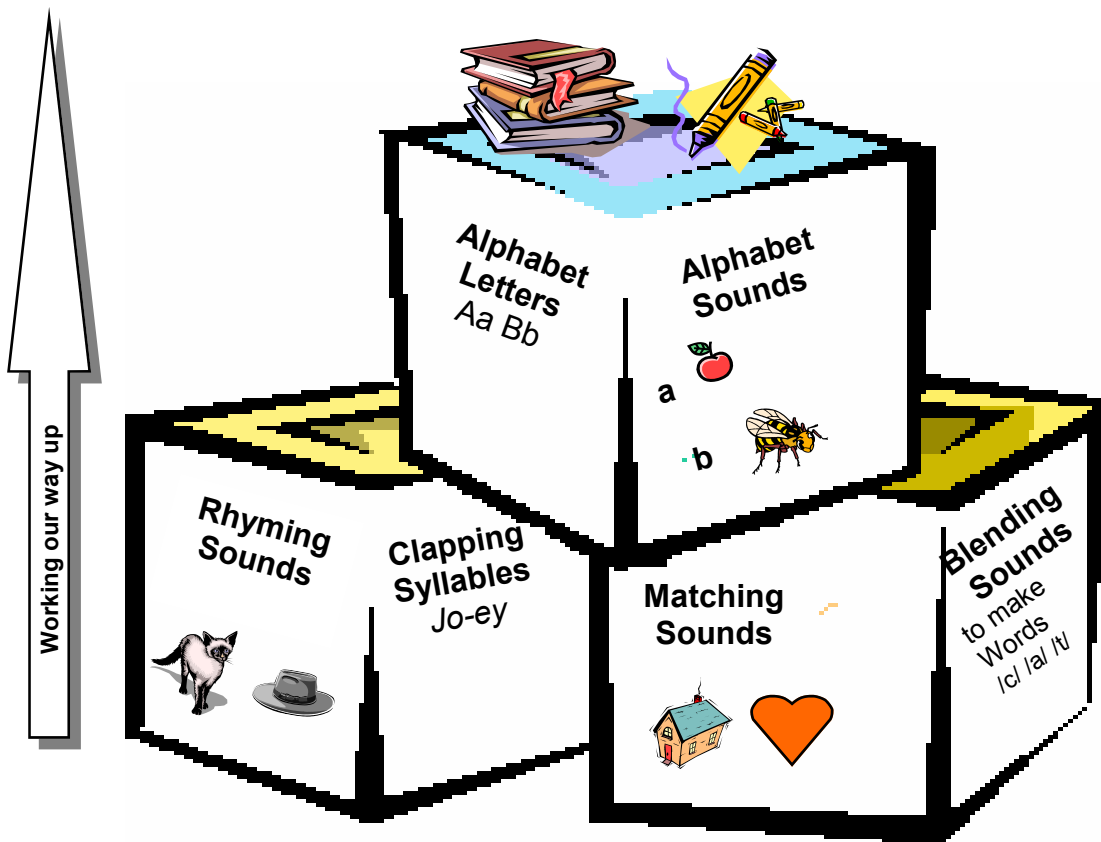 Working our way up
Alphabet
Letters
Aa Bb
Alphabet
Sounds
a
b
Rhyming
Sounds
Clapping
Syllables
Jo-ey
Matching
Sounds
Blending
Sounds
to make
Words
/c/ /a/ /t/